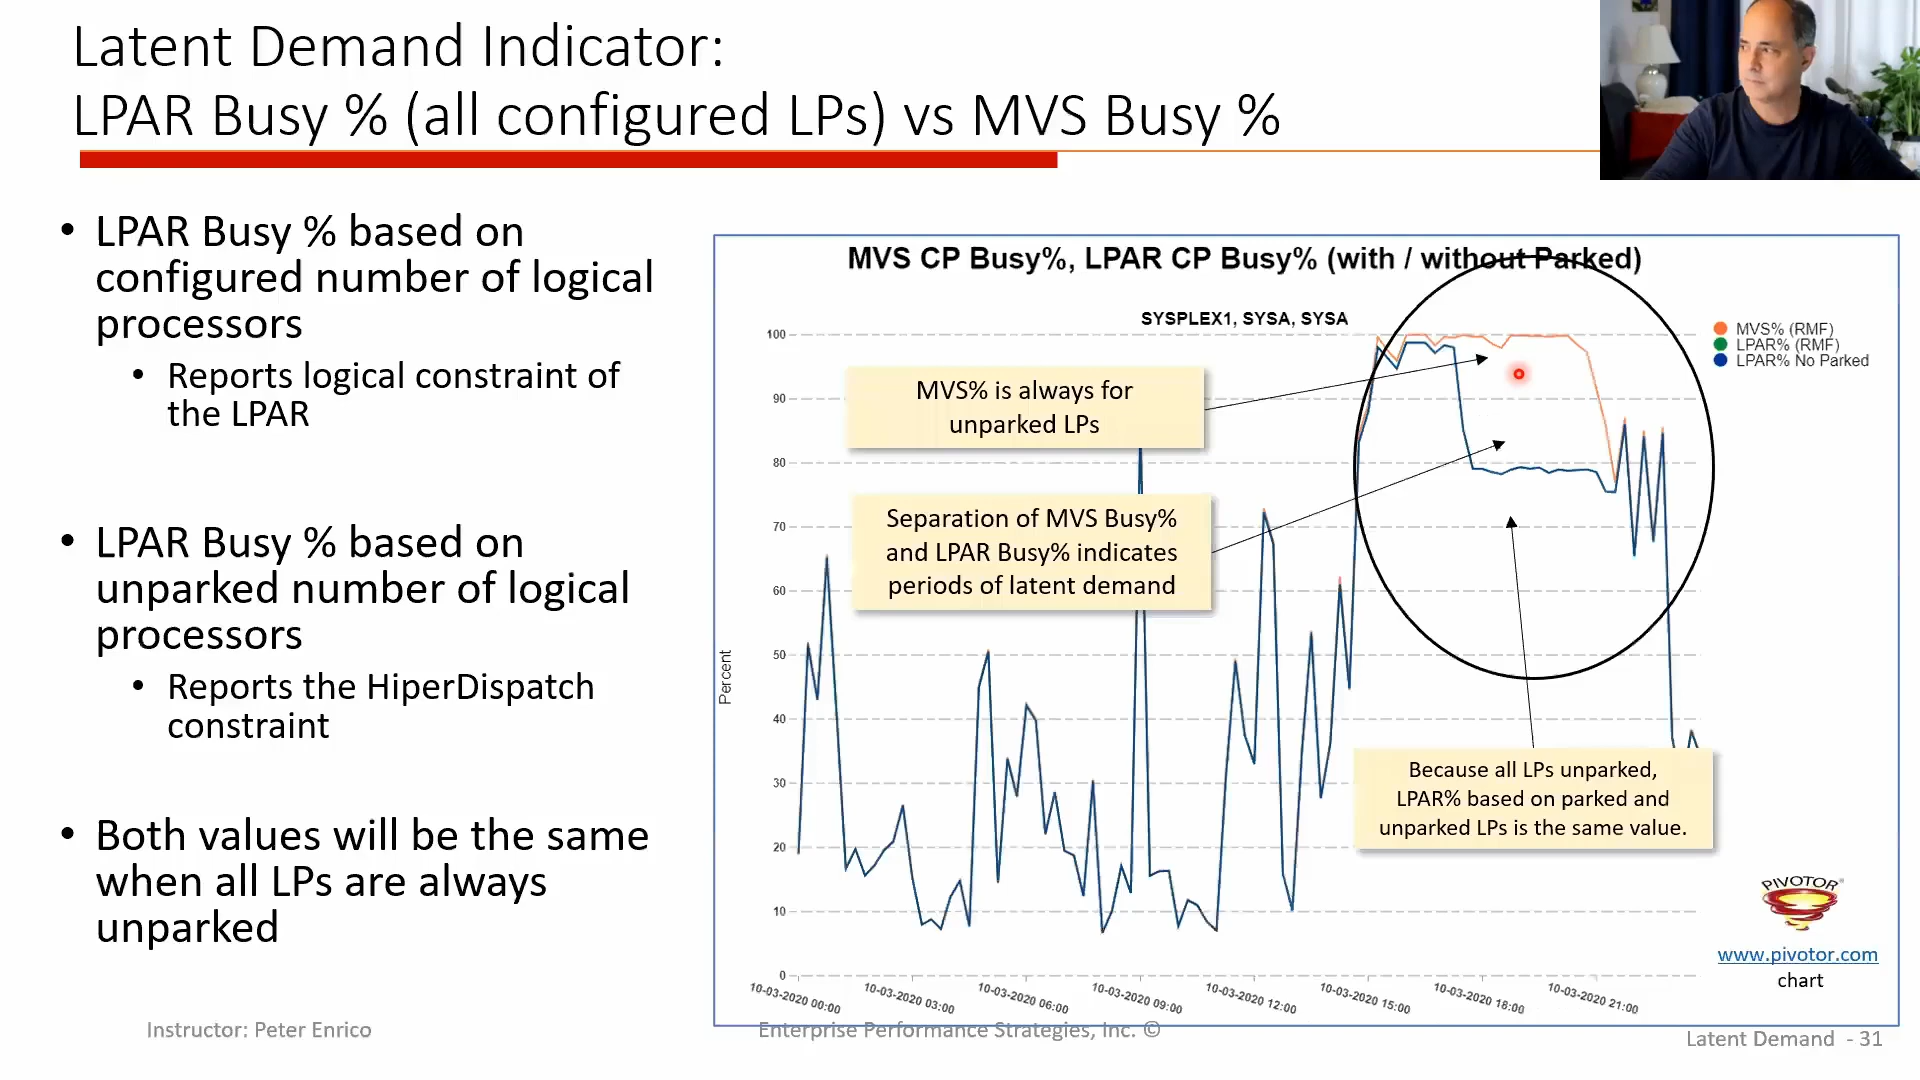 Latent Demand Indicator:
LPAR Busy % (all configured LPs) vs MVS Busy %
• LPAR Busy % based on
configured number of logical
processors
• Reports logical constraint of
the LPAR
• LPAR Busy % based on
unparked number of logical
processors
• Reports the HiperDispatch
constraint
• Both values will be the same
when all LPs are always
unparked
MVS CP Busy%, LPAR CP Busy% (with / without Parked)
SYSPLEX1, SYSA, SYSA
MVS% (RMF)
LPAR% (RMF)
LPAR% No Parked
MVS% is always for
unparked LPs
Separation of MVS Busy%
and LPAR Busy% indicates
periods of latent demand
Because all LPs unparked,
LPAR% based on parked and
unparked LPs is the same value.
Percent
100
90
80
70
60
50
40
30
20
10
0
10-03-2020 00:00
10-03-2020 03:00
10-03-2020 06:00
10-03-2020 09:00
10-03-2020 12:00
10-03-2020 15:00
10-03-2020 18:00
10-03-2020 21:00
PIVOTOR®
www.pivotor.com
chart
Instructor: Peter Enrico
Enterprise Performance Strategies, Inc. ©
Latent Demand - 31